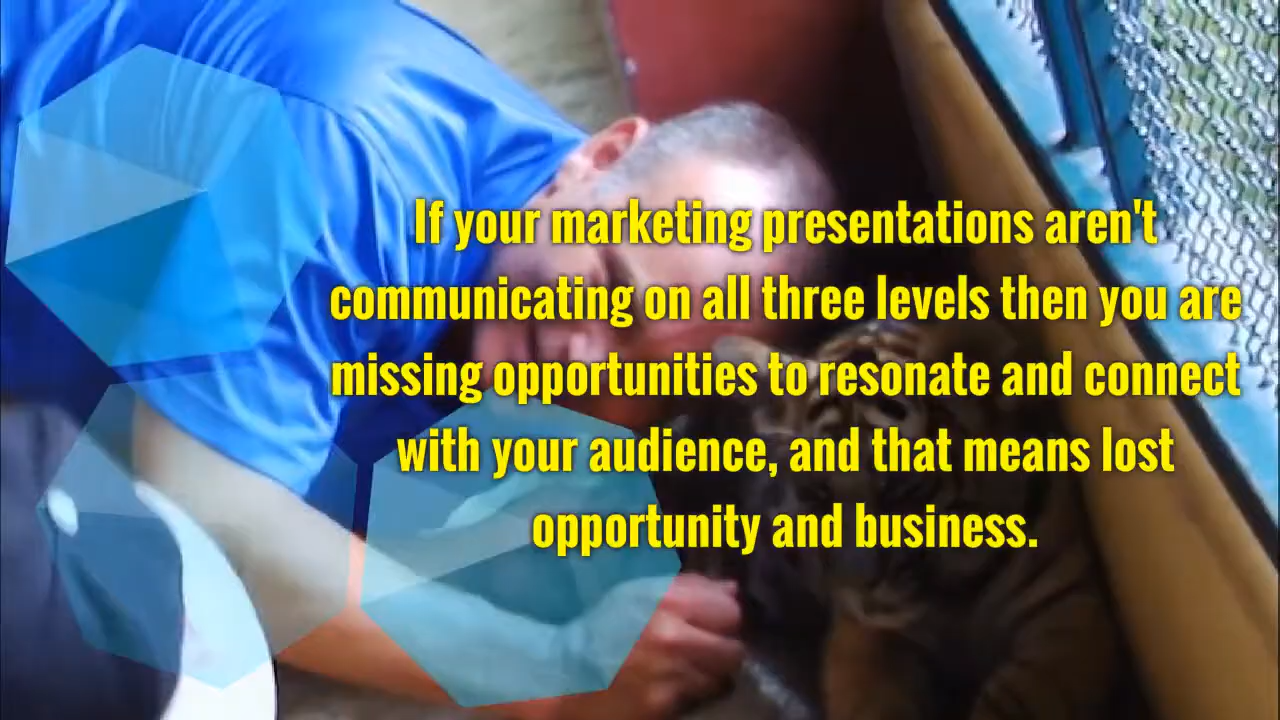 If your marketing presentations aren't
communicating on all three levels then you are
missing opportunities to resonate and connect
with your audience, and that means lost
opportunity and business.